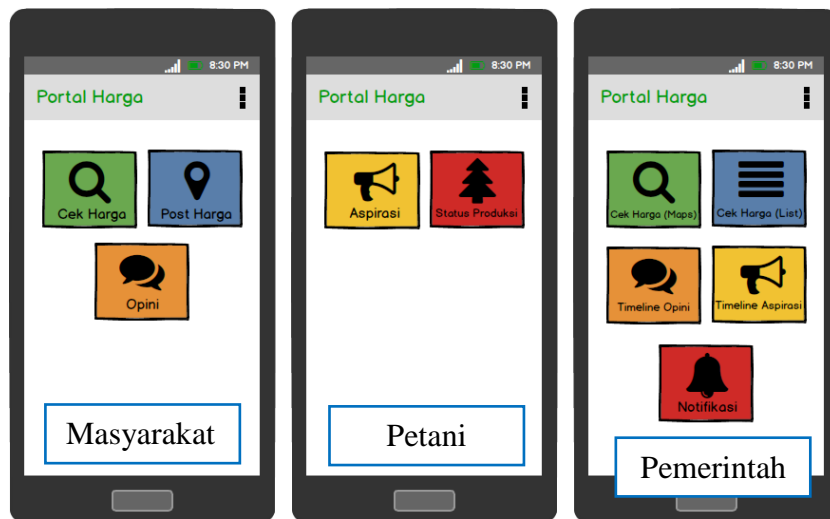 8:30 PM
Portal Harga
Cek Harga
Post Harga
Opini
Masyarakat
8:30 PM
Portal Harga
Aspirasi
Status Produksi
Petani
8:30 PM
Portal Harga
Cek Harga (Maps)
Cek Harga (List)
Timeline Opini
Timeline Aspirasi
Notifikasi
Pemerintah